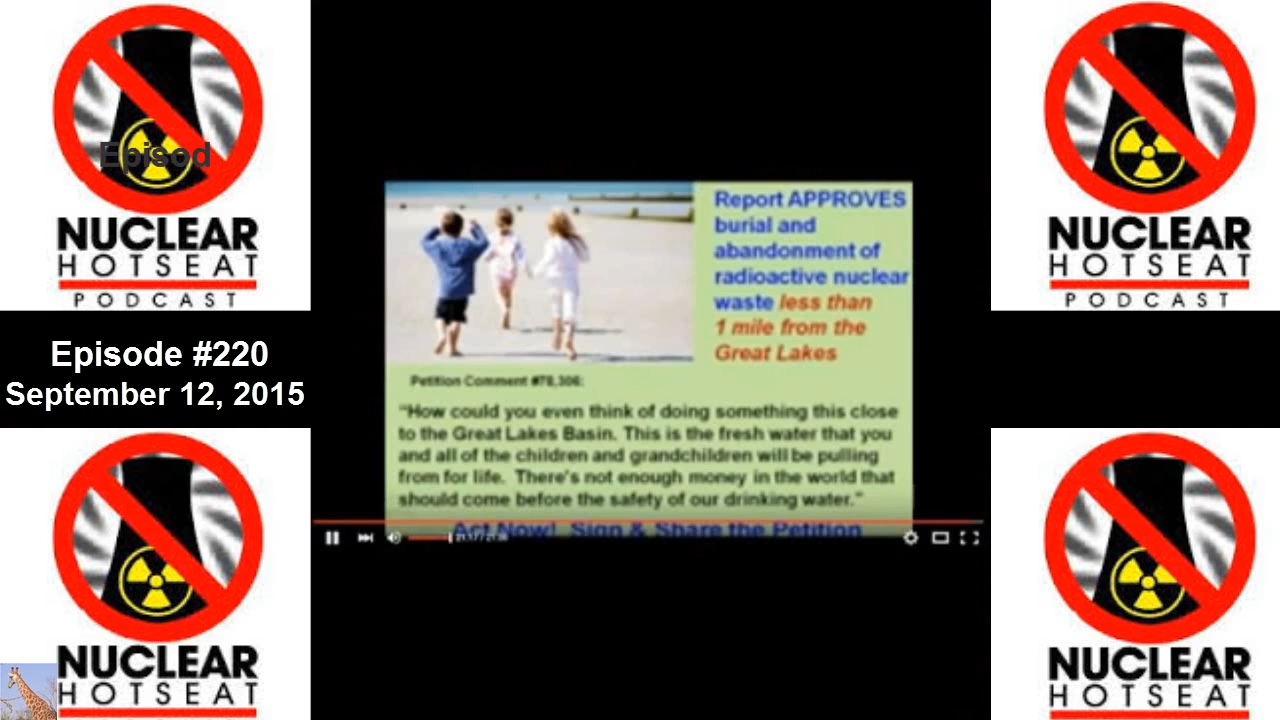 Episod
NUCLEAR
HOTSEAT
PODCAST
NUCLEAR
HOTSEAT
PODCAST
Episode #220
September 12, 2015
Report APPROVES
burial and
abandonment of
radioactive nuclear
waste less than
1 mile from the
Great Lakes
Petition Comment #78,306:
“How could you even think of doing something this close
to the Great Lakes Basin. This is the fresh water that you
and all of the children and grandchildren will be pulling
from for life. There's not enough money in the world that
should come before the safety of our drinking water.”
Act Now! Sign & Share the Petition
NUCLEAR
HOTSEAT
NUCLEAR
HOTSEAT